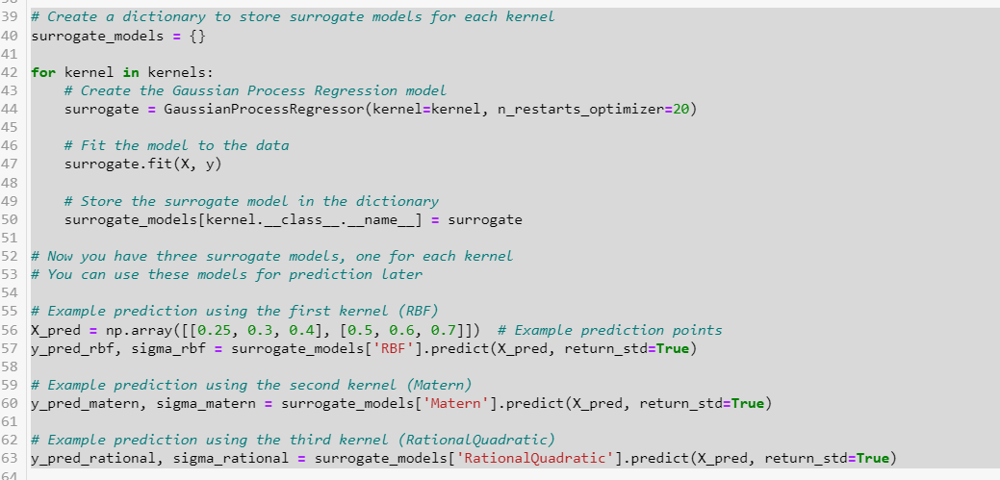 39 # Create a dictionary to store surrogate models for each kernel
40 surrogate_models = {}
41
42 for kernel in kernels:
43     # Create the Gaussian Process Regression model
44     surrogate = GaussianProcessRegressor(kernel=kernel, n_restarts_optimizer=20)
45
46     # Fit the model to the data
47     surrogate.fit(X, y)
48
49     # Store the surrogate model in the dictionary
50     surrogate_models[kernel.__class__.__name__] = surrogate
51
52 # Now you have three surrogate models, one for each kernel
53 # You can use these models for prediction later
54
55 # Example prediction using the first kernel (RBF)
56 X_pred = np.array([[0.25, 0.3, 0.4], [0.5, 0.6, 0.7]])  # Example prediction points
57 y_pred_rbf, sigma_rbf = surrogate_models['RBF'].predict(X_pred, return_std=True)
58
59 # Example prediction using the second kernel (Matern)
60 y_pred_matern, sigma_matern = surrogate_models['Matern'].predict(X_pred, return_std=True)
61
62 # Example prediction using the third kernel (RationalQuadratic)
63 y_pred_rational, sigma_rational = surrogate_models['RationalQuadratic'].predict(X_pred, return_std=True)